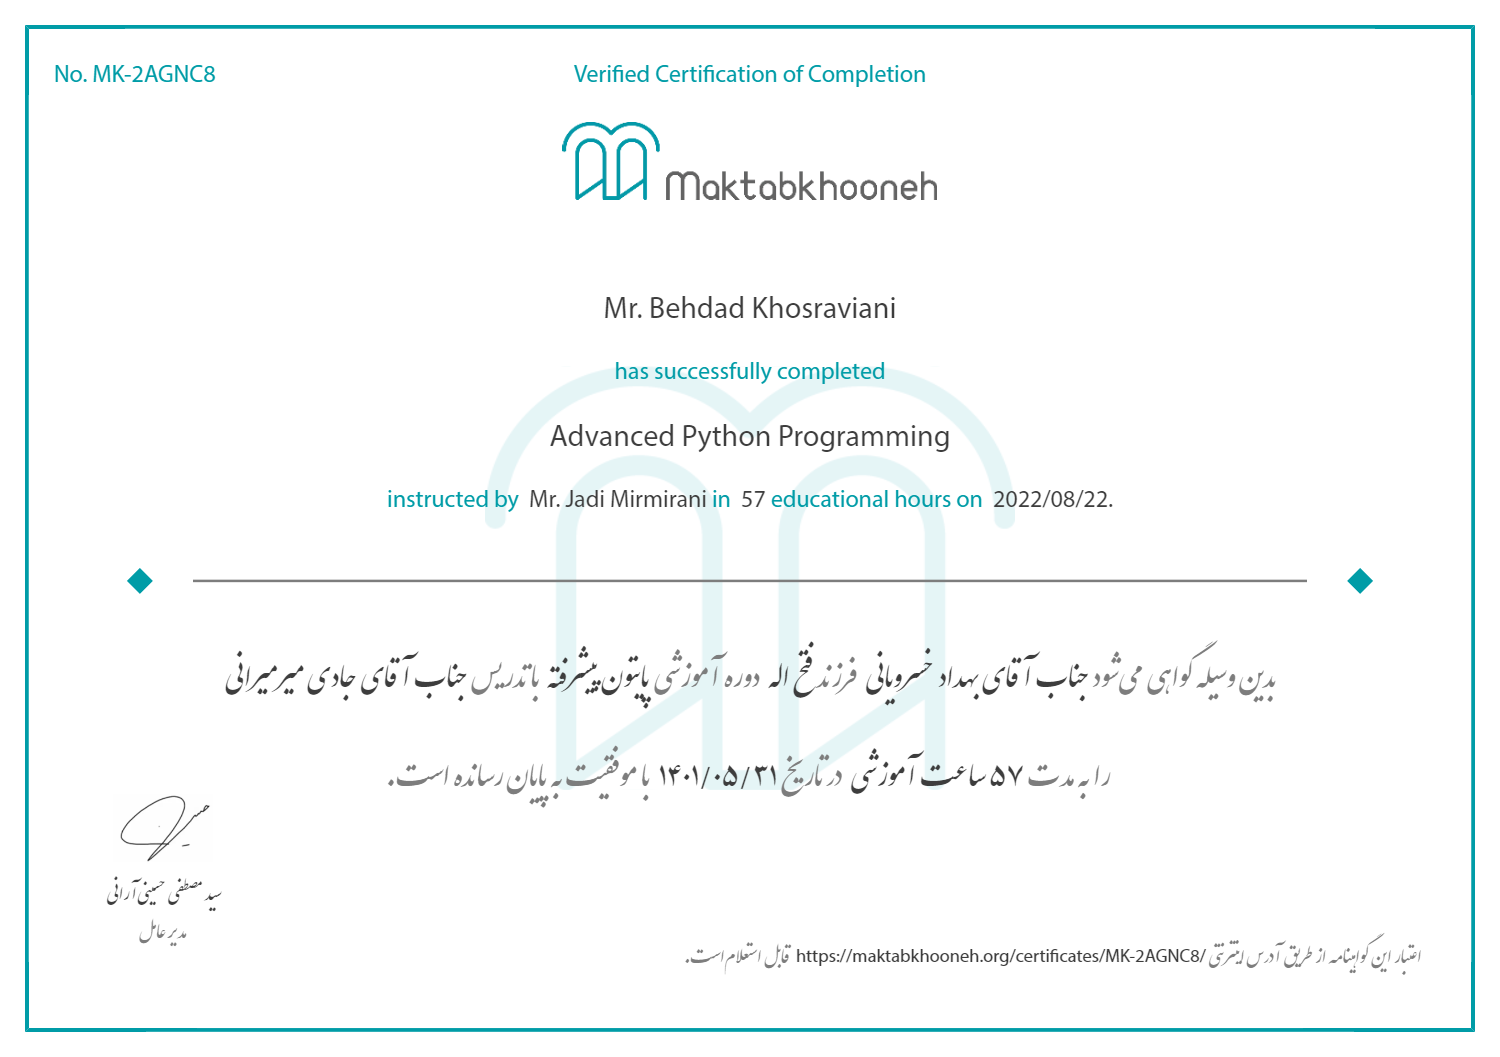 No. MK-2AGNC8
Verified Certification of Completion
Maktabkhooneh
Mr. Behdad Khosraviani
has successfully completed
Advanced Python Programming
instructed by Mr. Jadi Mirmirani in 57 educational hours on 2022/08/22.
بدین وسیله گواهی می‌شود جناب آقای بهداد خسرویانی فرزند فتح اله دوره آموزشی پایتون پیشرفته با تدریس جناب آقای جادی میرمیرانی
را به مدت ۵۷ ساعت آموزشی در تاریخ ۱۴۰۱/۰۵/۳۱ با موفقیت به پایان رسانده است.
سید مصطفی حسینی آرانی
مدیر عامل
اعتبار این گواهینامه از طریق آدرس اینترنتی https://maktabkhooneh.org/certificates/MK-2AGNC8/ قابل استعلام است.